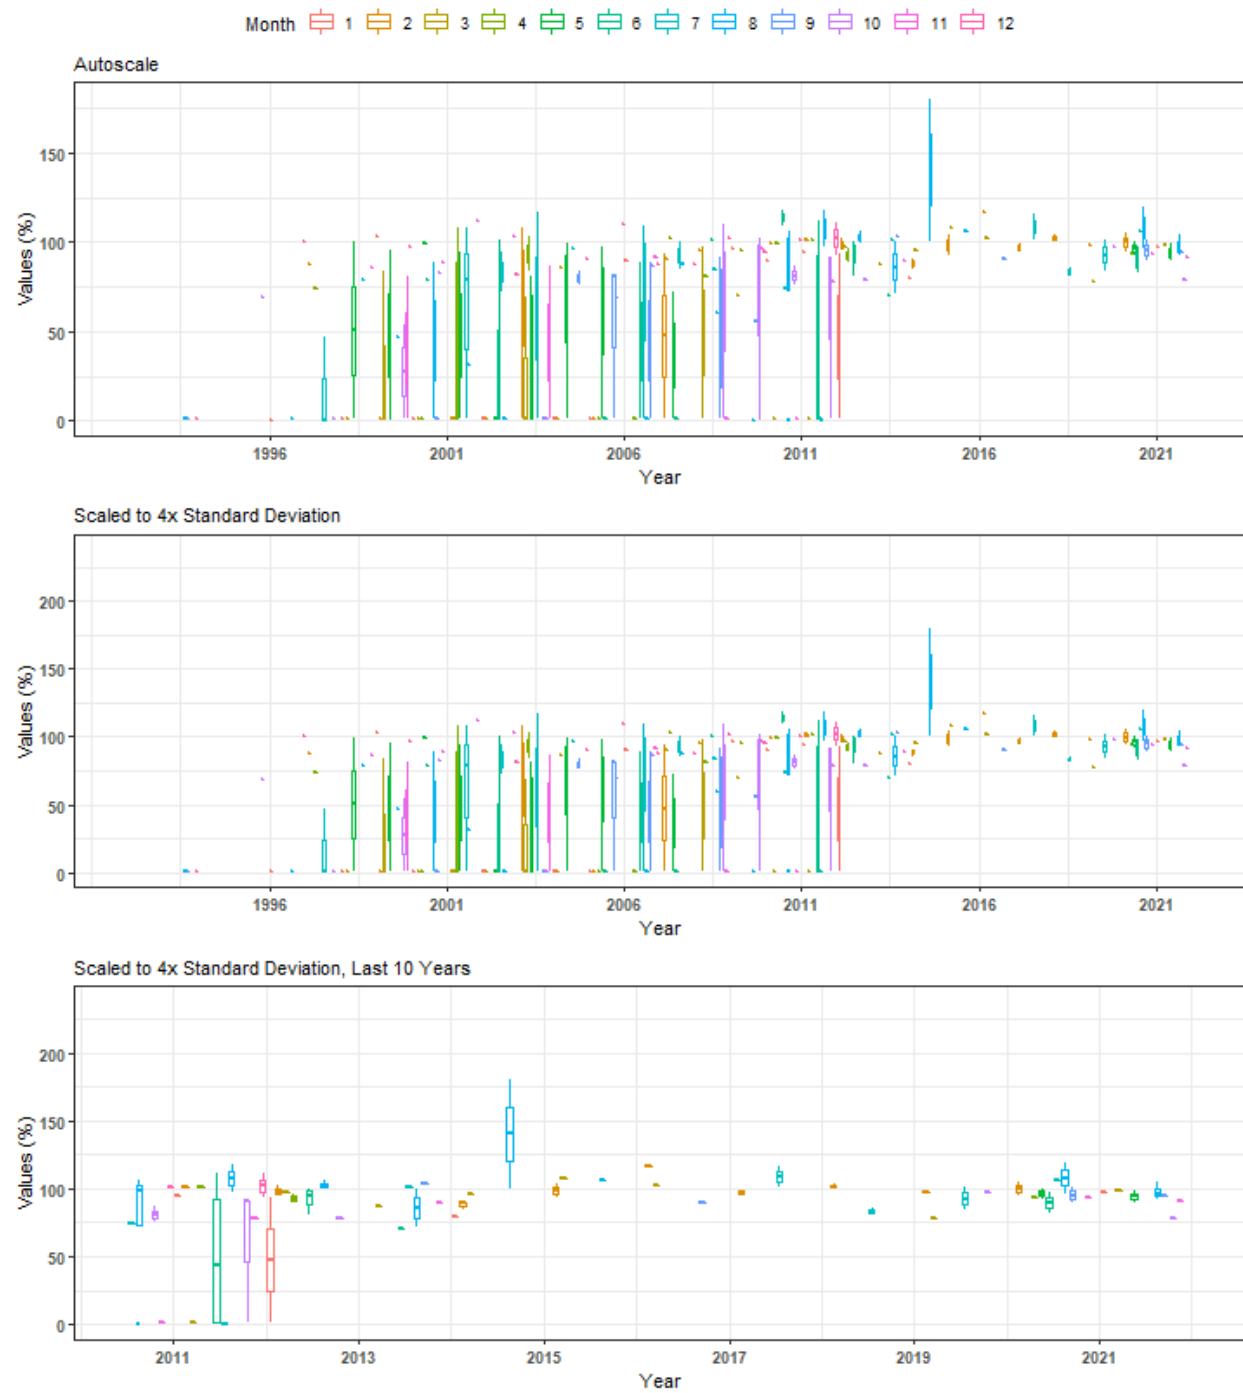 Month 1 2 3 4 5 6 7 8 9 10 11 12
Autoscale
Values (%)
150
100
50
0
1996 2001 2006 2011 2016 2021
Year
Scaled to 4x Standard Deviation
Values (%)
200
150
100
50
0
1996 2001 2006 2011 2016 2021
Year
Scaled to 4x Standard Deviation, Last 10 Years
Values (%)
200
150
100
50
0
2011 2013 2015 2017 2019 2021
Year